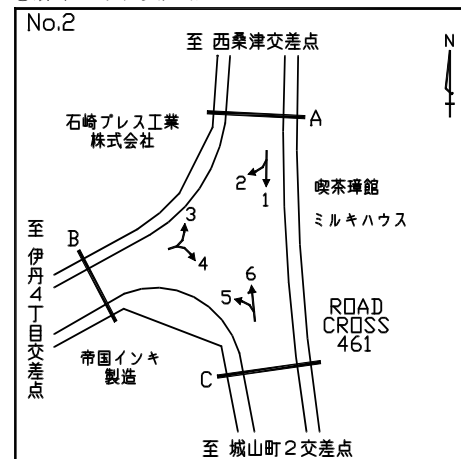 No.2
至 西桑津交差点
N
石崎プレス工業
株式会社
A
2
1
喫茶瑋館
ミルキハウス
3
4
B
至 伊丹4丁目交差点
6
5
ROAD
CROSS
461
帝国インキ
製造
C
至 城山町2交差点